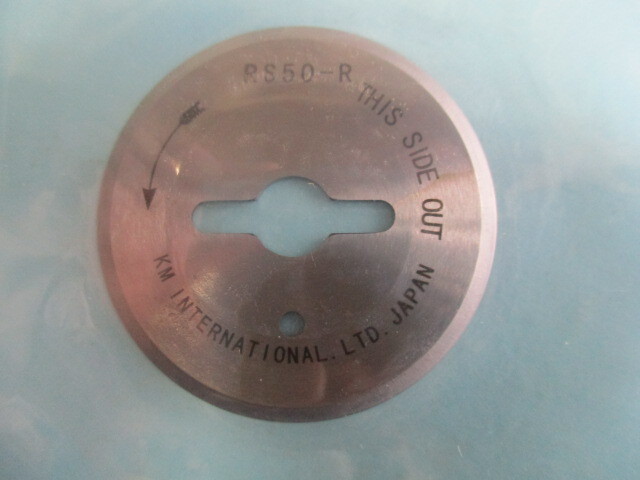 RS50-R
THIS SIDE OUT
KM INTERNATIONAL.LTD.JAPAN